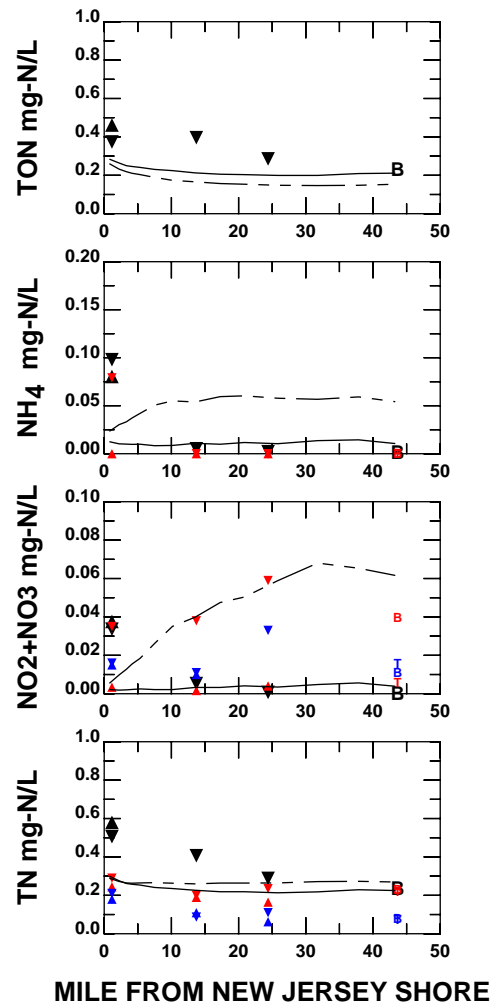 TON mg-N/L
1.0
0.8
0.6
0.4
0.2
0.0
B
0 10 20 30 40 50
NH4 mg-N/L
0.20
0.15
0.10
0.05
0.00
B
0 10 20 30 40 50
NO2+NO3 mg-N/L
0.10
0.08
0.06
0.04
0.02
0.00
B
T
B
T
B
0 10 20 30 40 50
TN mg-N/L
1.0
0.8
0.6
0.4
0.2
0.0
B
0 10 20 30 40 50
MILE FROM NEW JERSEY SHORE